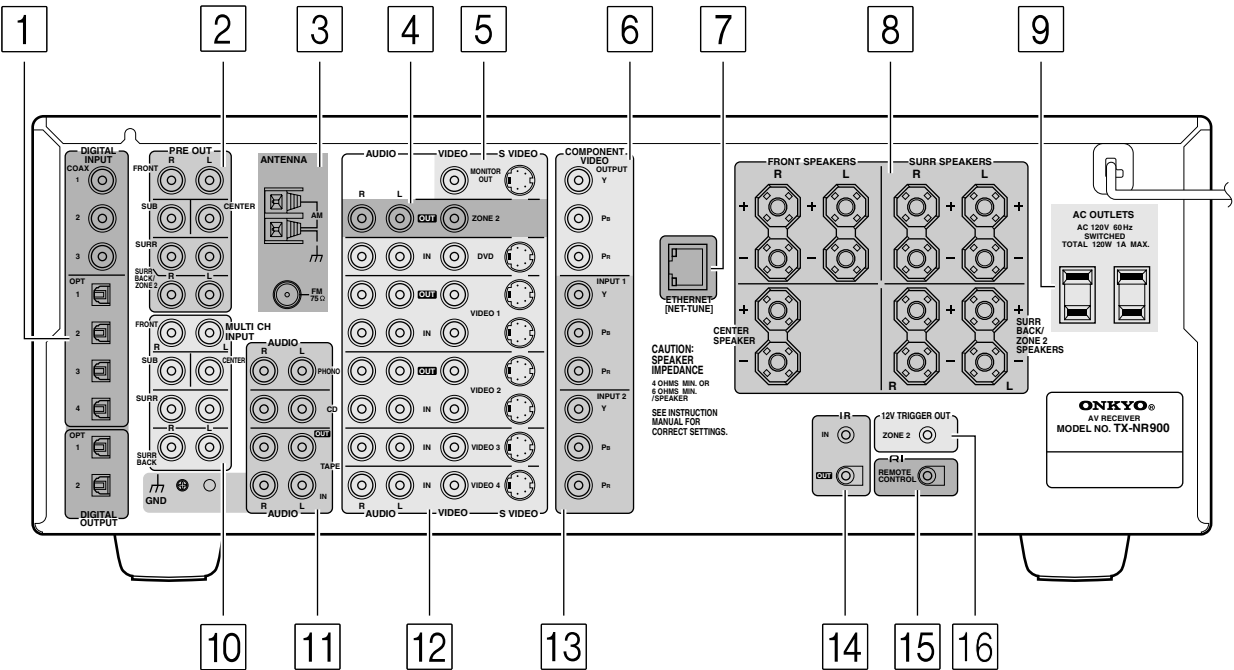 1 2 3 4 5 6 7 8 9
DIGITAL
INPUT
COAX
1
2
3
OPT
1
2
3
4
OPT
1
2
DIGITAL
OUTPUT
PRE OUT
R L
FRONT
SUB CENTER
SURR
SURR
BACK/
ZONE 2
R L
FRONT
MULTI CH
INPUT
R L
SUB CENTER
SURR
R L
SURR
BACK
GND
ANTENNA
AM
FM
75 Ω
AUDIO
R L
PHONO
CD
OUT
TAPE
IN
R L
AUDIO
AUDIO VIDEO S VIDEO
MONITOR
OUT
R L
OUT ZONE 2
IN DVD
OUT
VIDEO 1
IN
OUT
VIDEO 2
IN
IN VIDEO 3
IN VIDEO 4
R L
AUDIO VIDEO S VIDEO
COMPONENT
VIDEO
OUTPUT
Y
PB
PR
INPUT 1
Y
PB
PR
INPUT 2
Y
PB
PR
ETHERNET
[NET-TUNE]
CAUTION:
SPEAKER
IMPEDANCE
4 OHMS MIN. OR
6 OHMS MIN.
/SPEAKER
SEE INSTRUCTION
MANUAL FOR
CORRECT SETTINGS.
FRONT SPEAKERS
R L
SURR SPEAKERS
R L
+ + + +
– – – –
CENTER
SPEAKER
+ + +
– – –
SURR
BACK/
ZONE 2
SPEAKERS
R L
AC OUTLETS
AC 120V 60Hz
SWITCHED
TOTAL 120W 1A MAX.
IR
IN
OUT
12V TRIGGER OUT
ZONE 2
RI
REMOTE
CONTROL
ONKYO®
AV RECEIVER
MODEL NO. TX-NR900
10 11 12 13 14 15 16